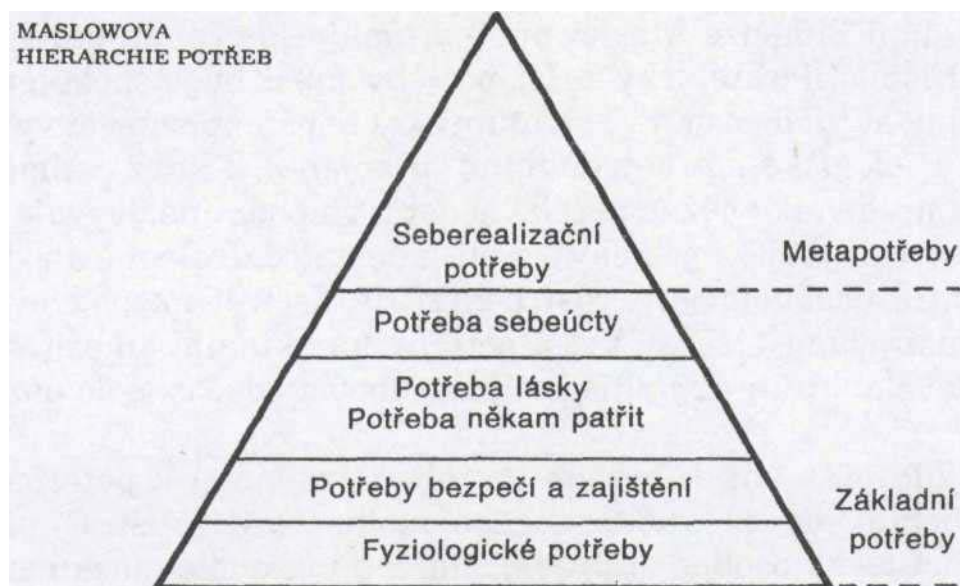 MASLOWOVA
HIERARCHIE POTŘEB
Seberealizační
potřeby
Metapotřeby
Potřeba sebeúcty
Potřeba lásky
Potřeba někam patřit
Potřeby bezpečí a zajištění
Fyziologické potřeby
Základní
potřeby